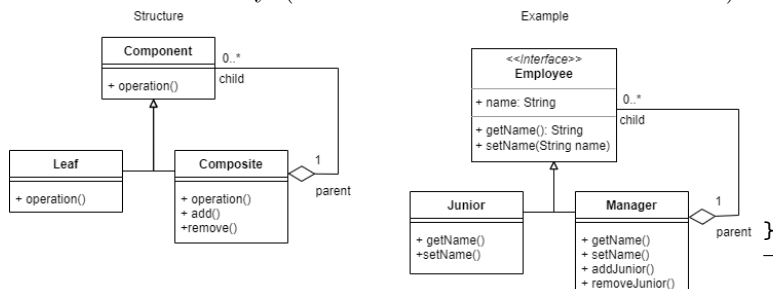 Structure
Component
+ operation()
0..*
child
Leaf
+ operation()
Composite
+ operation()
+ add()
+remove()
1
parent
Example
<<Interface>>
Employee
+ name: String
+ getName(): String
+ setName(String name)
0..*
child
Junior
+ getName()
+setName()
Manager
+ getName()
+ setName()
+ addJunior()
+ removeJunior()
1
parent
}